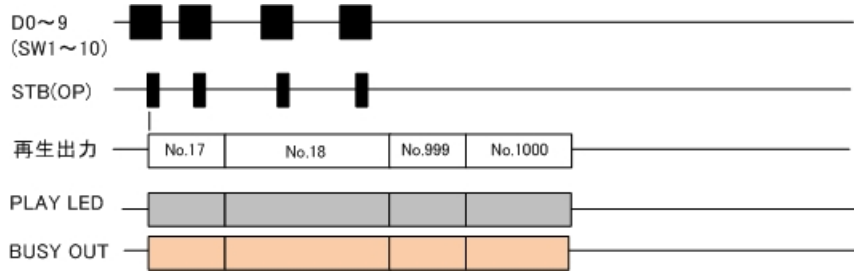 D0～9
(SW1～10)
STB(OP)
再生出力 No.17 No.18 No.999 No.1000
PLAY LED
BUSY OUT